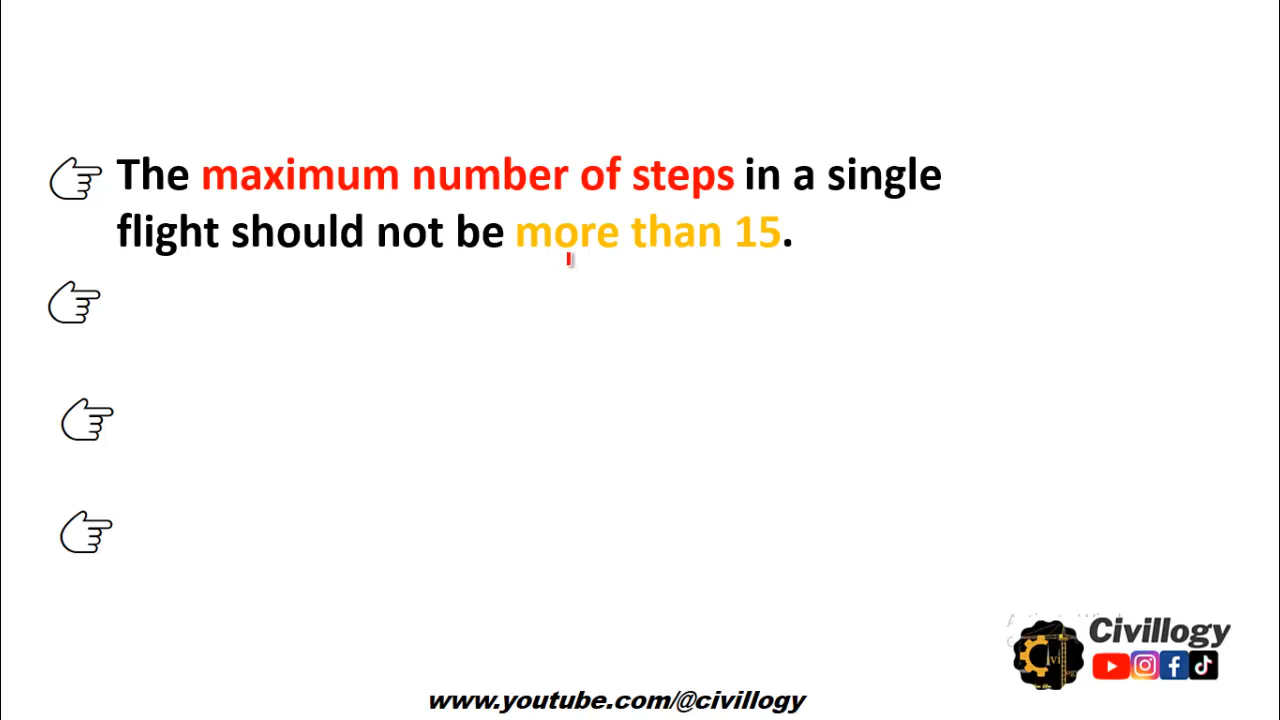 The maximum number of steps in a single
flight should not be more than 15.
Civillogy
www.youtube.com/@civillogy